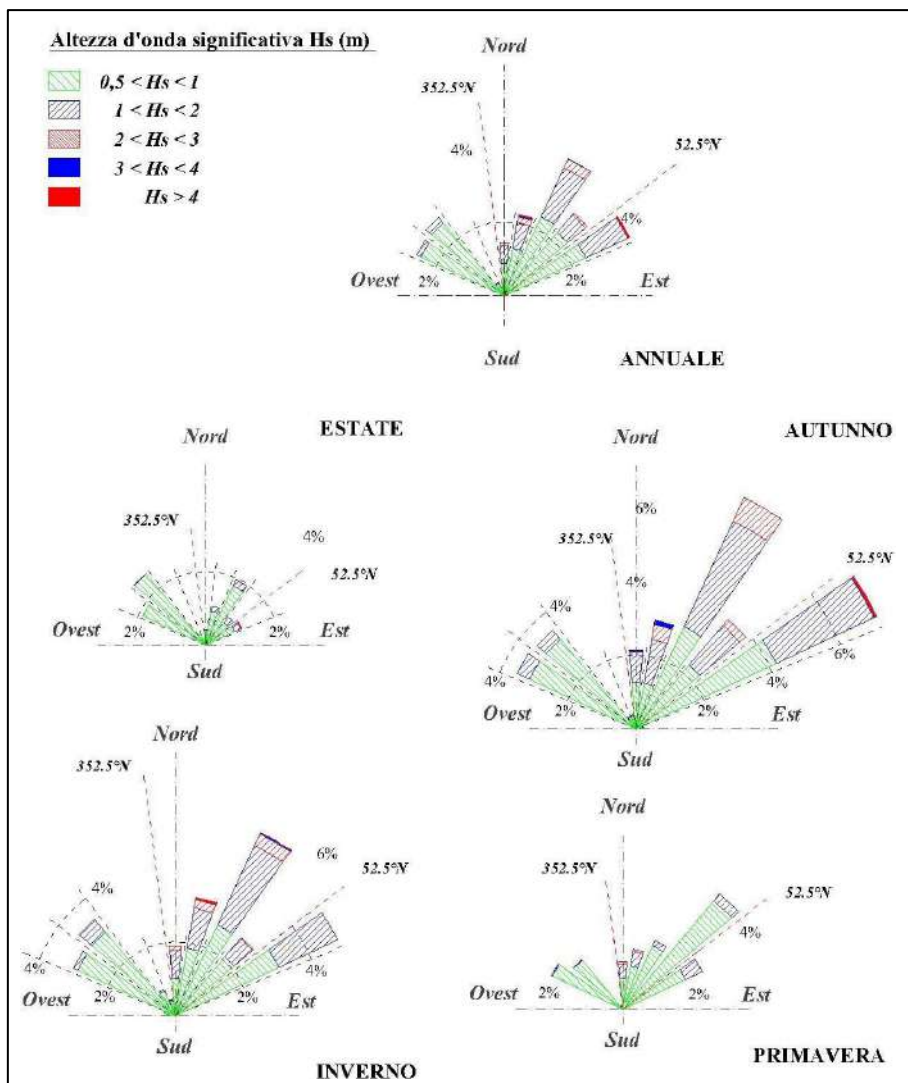 Altezza d'onda significativa Hs (m)
0,5 < Hs < 1
1 < Hs < 2
2 < Hs < 3
3 < Hs < 4
Hs > 4
Nord
352.5°N
4%
52.5°N
4%
Ovest
2%
2%
Est
Sud
ANNUALE
ESTATE
Nord
352.5°N
4%
52.5°N
Ovest
2%
2%
Est
Sud
AUTUNNO
Nord
6%
352.5°N
52.5°N
4%
4%
6%
4%
4%
Ovest
2%
2%
Est
Sud
Nord
352.5°N
6%
52.5°N
4%
4%
4%
Ovest
2%
2%
Est
Sud
INVERNO
Nord
352.5°N
52.5°N
4%
Ovest
2%
2%
Est
Sud
PRIMAVERA